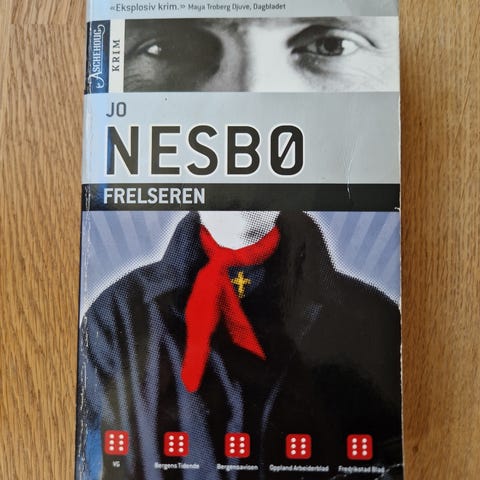 «Eksplosiv krim.» Maya Troberg Djuve, Dagbladet
ASCHEHOUG
KRIM
JO
NESBØ
FRELSEREN
VG
Bergens Tidende
Bergensavisen
Oppland Arbeiderblad
Fredrikstad Blad